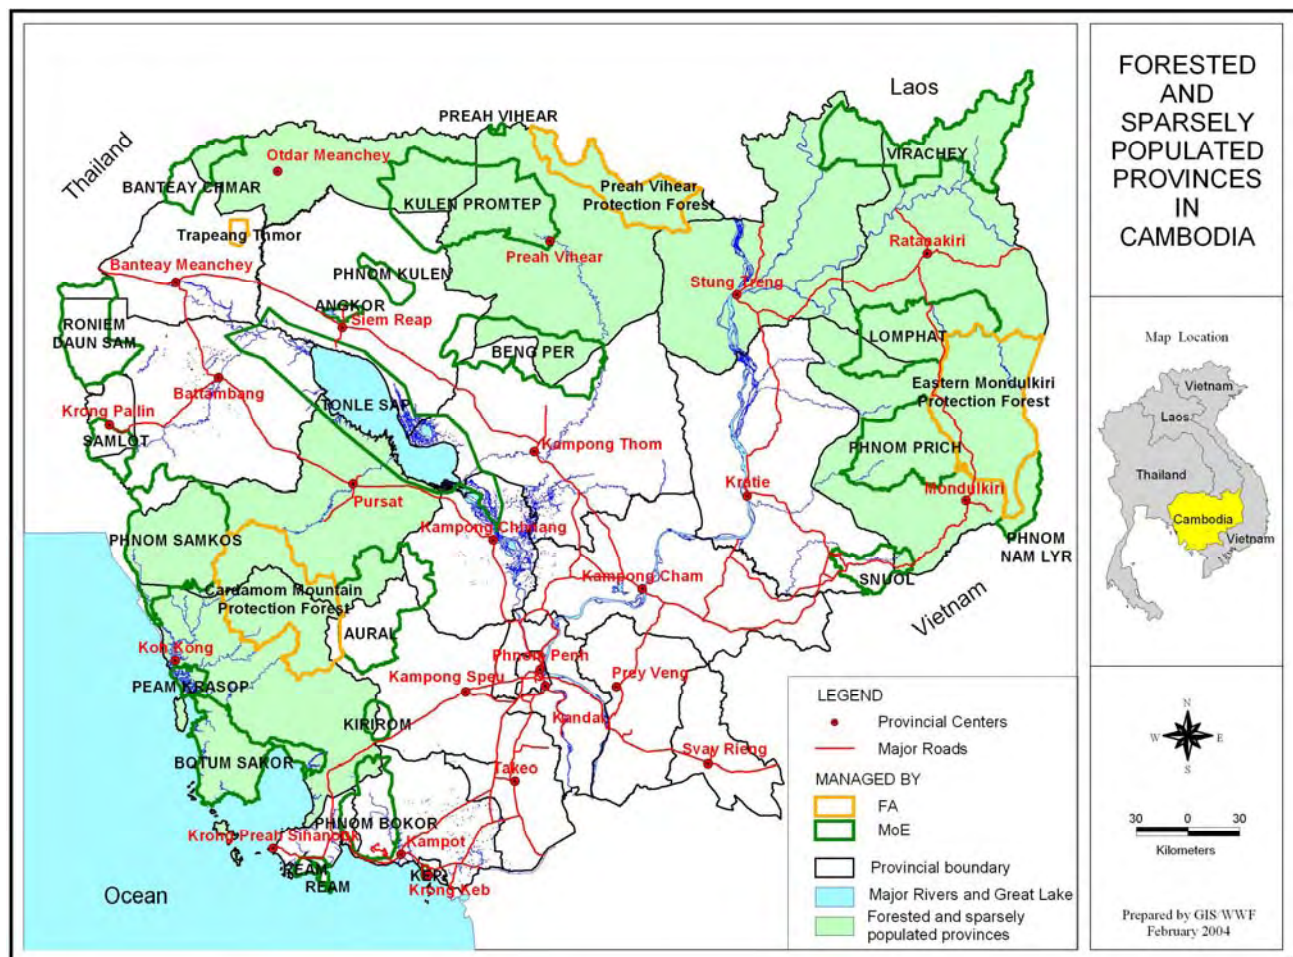 Laos
PREAH VIHEAR
Thailand
Otdar Meanchey
VIRACHEY
BANTEAY CHMAR
KULEN PROMTEP
Preah Vihear
Protection Forest
Trapeang Thmor
Ratanakiri
Preah Vihear
Banteay Meanchey
PHNOM KULEN
Stung Treng
ANGKOR
Siem Reap
RONIEM
DAUN SAM
LOMPHAT
BENG PER
Battambang
Eastern Mondulkiri
Protection Forest
TONLE SAP
Krong Pailin
SAMLOT
Kampong Thom
PHNOM PRICH
Pursat
Kratie
Mondulkiri
Kampong Chhnang
PHNOM SAMKOS
PHNOM
NAM LYR
Kampong Cham
SNUOL
Cardamom Mountain
Protection Forest
Vietnam
AURAL
Koh Kong
Phnom Penh
PEAM KRASOP
Kampong Speu
Prey Veng
KIRIROM
Kandal
BOTUM SAKOR
Svay Rieng
Takeo
PHNOM BOKOR
Krong Preah Sihanouk
Kampot
REAM
REAM
KEP
Krong Keb
Ocean
LEGEND
Provincial Centers
Major Roads
MANAGED BY
FA
MoE
Provincial boundary
Major Rivers and Great Lake
Forested and sparsely
populated provinces
FORESTED
AND
SPARSELY
POPULATED
PROVINCES
IN
CAMBODIA
Map Location
Vietnam
Laos
Thailand
Cambodia
Vietnam
N
W E
S
30 0 30
Kilometers
Prepared by GIS/WWF
February 2004